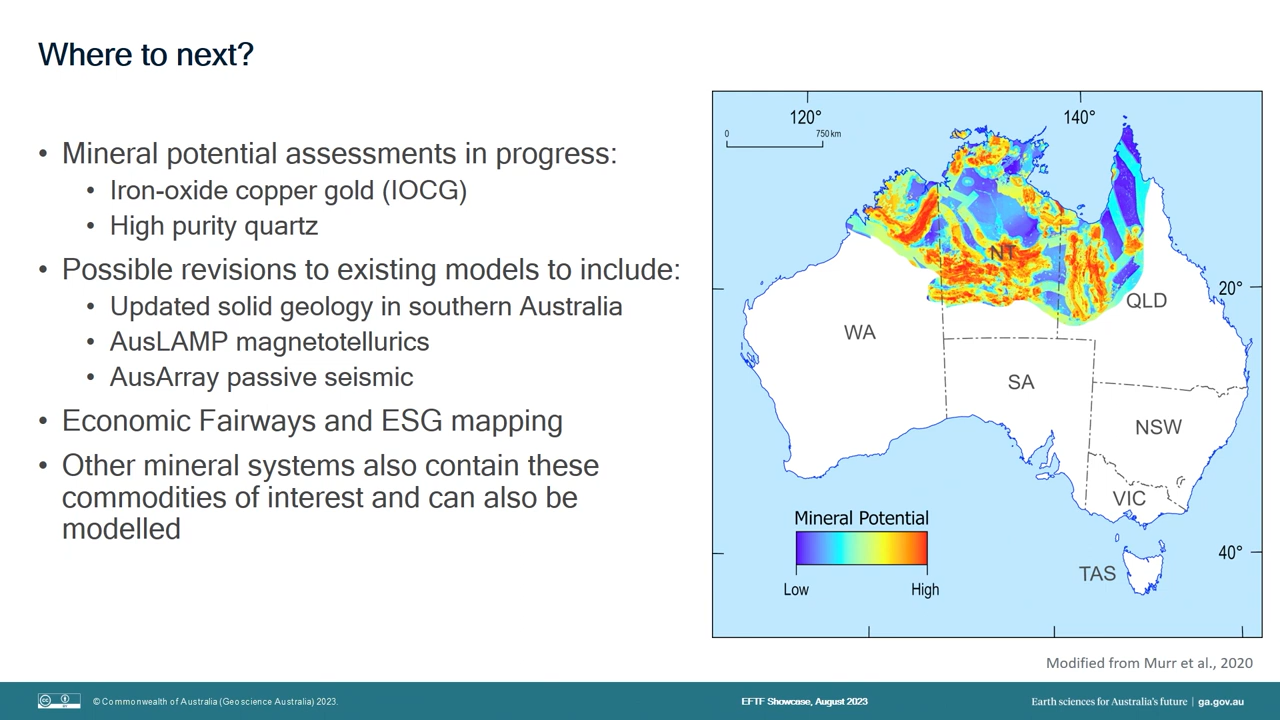 Where to next?
• Mineral potential assessments in progress:
• Iron-oxide copper gold (IOCG)
• High purity quartz
• Possible revisions to existing models to include:
• Updated solid geology in southern Australia
• AusLAMP magnetotellurics
• AusArray passive seismic
• Economic Fairways and ESG mapping
• Other mineral systems also contain these
commodities of interest and can also be
modelled
120°
140°
0
750 km
NT
QLD
20°
WA
SA
NSW
VIC
Mineral Potential
Low
High
40°
TAS
Modified from Murr et al., 2020
cc
BY
© Commonwealth of Australia (Geoscience Australia) 2023.
EFTF Showcase, August 2023
Earth sciences for Australia's future | ga.gov.au